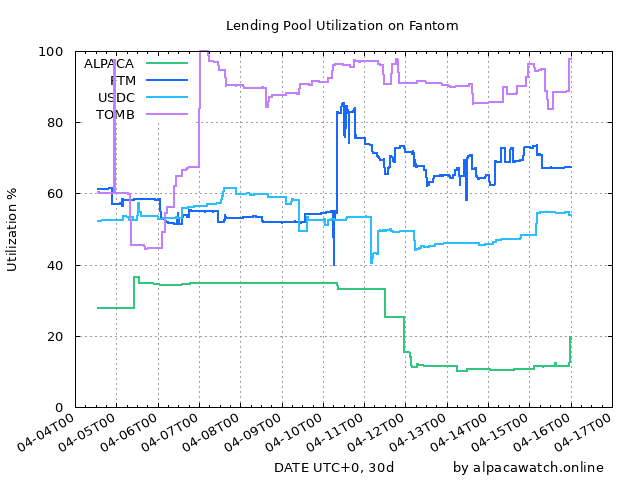 Lending Pool Utilization on Fantom
ALPACA
FTM
USDC
TOMB
100
80
60
40
20
0
Utilization %
04-04T00
04-05T00
04-06T00
04-07T00
04-08T00
04-09T00
04-10T00
04-11T00
04-12T00
04-13T00
04-14T00
04-15T00
04-16T00
04-17T00
DATE UTC+0, 30d
by alpacawatch.online